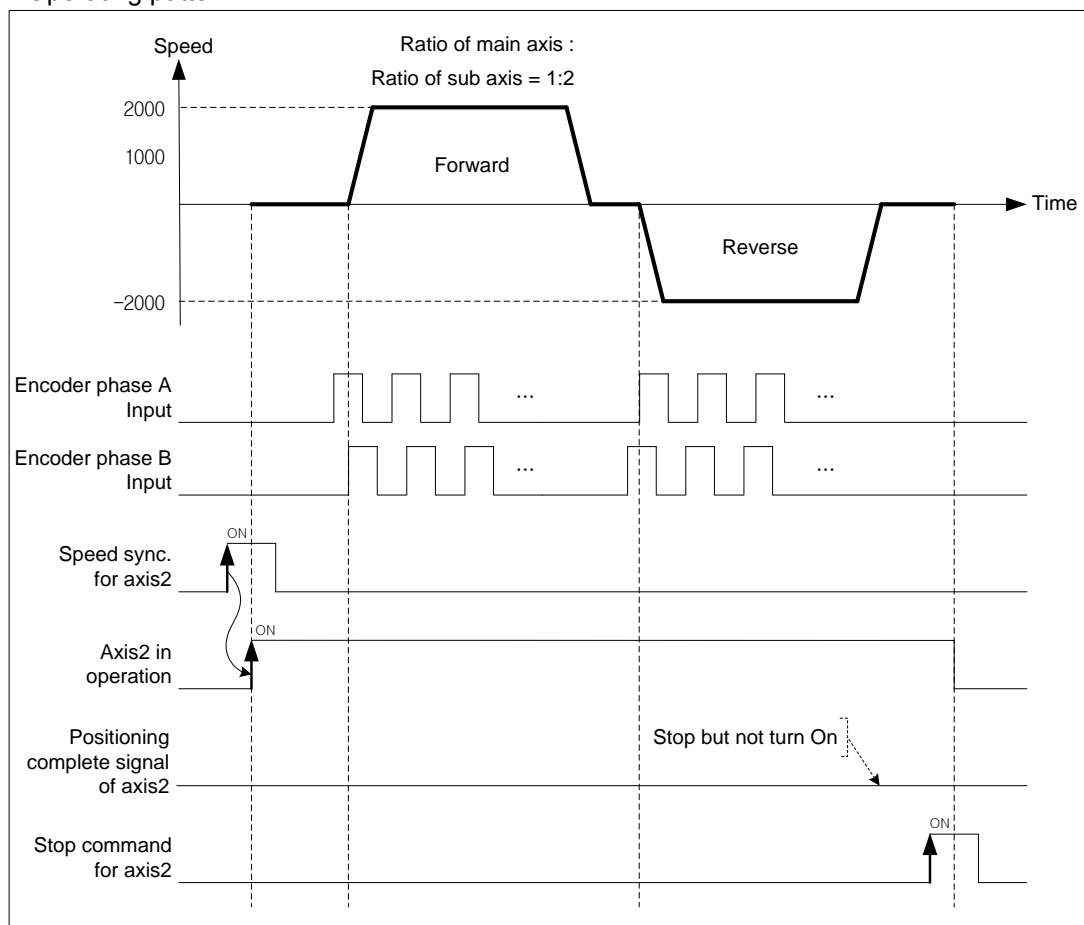 Speed
Ratio of main axis :
Ratio of sub axis = 1:2
2000
1000
Forward
Time
Reverse
−2000
Encoder phase A
Input
...
...
Encoder phase B
Input
...
...
ON
Speed sync.
for axis2
ON
Axis2 in
operation
Positioning
complete signal
of axis2
Stop but not turn On
ON
Stop command
for axis2